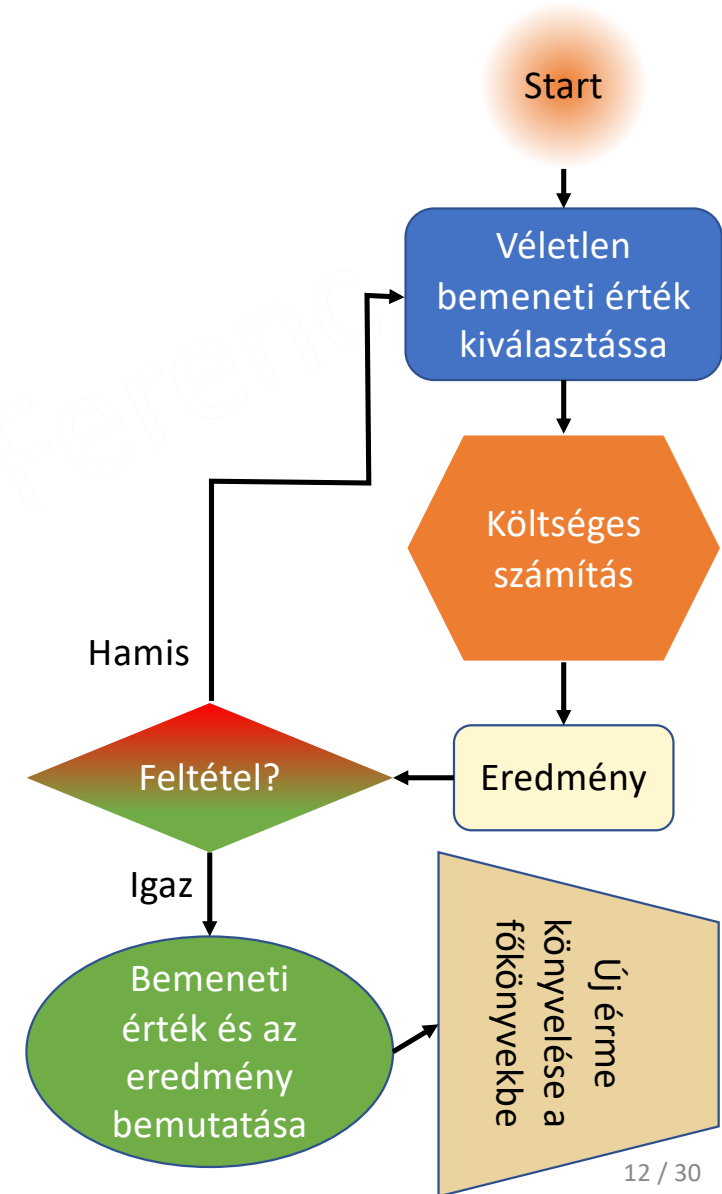 Start
Véletlen
bemeneti érték
kiválasztássa
Költséges
számítás
Eredmény
Feltétel?
Hamis
Igaz
Bemeneti
érték és az
eredmény
bemutatása
Új érme
könyvelése a
főkönyvekbe
Ferenc
12 / 30